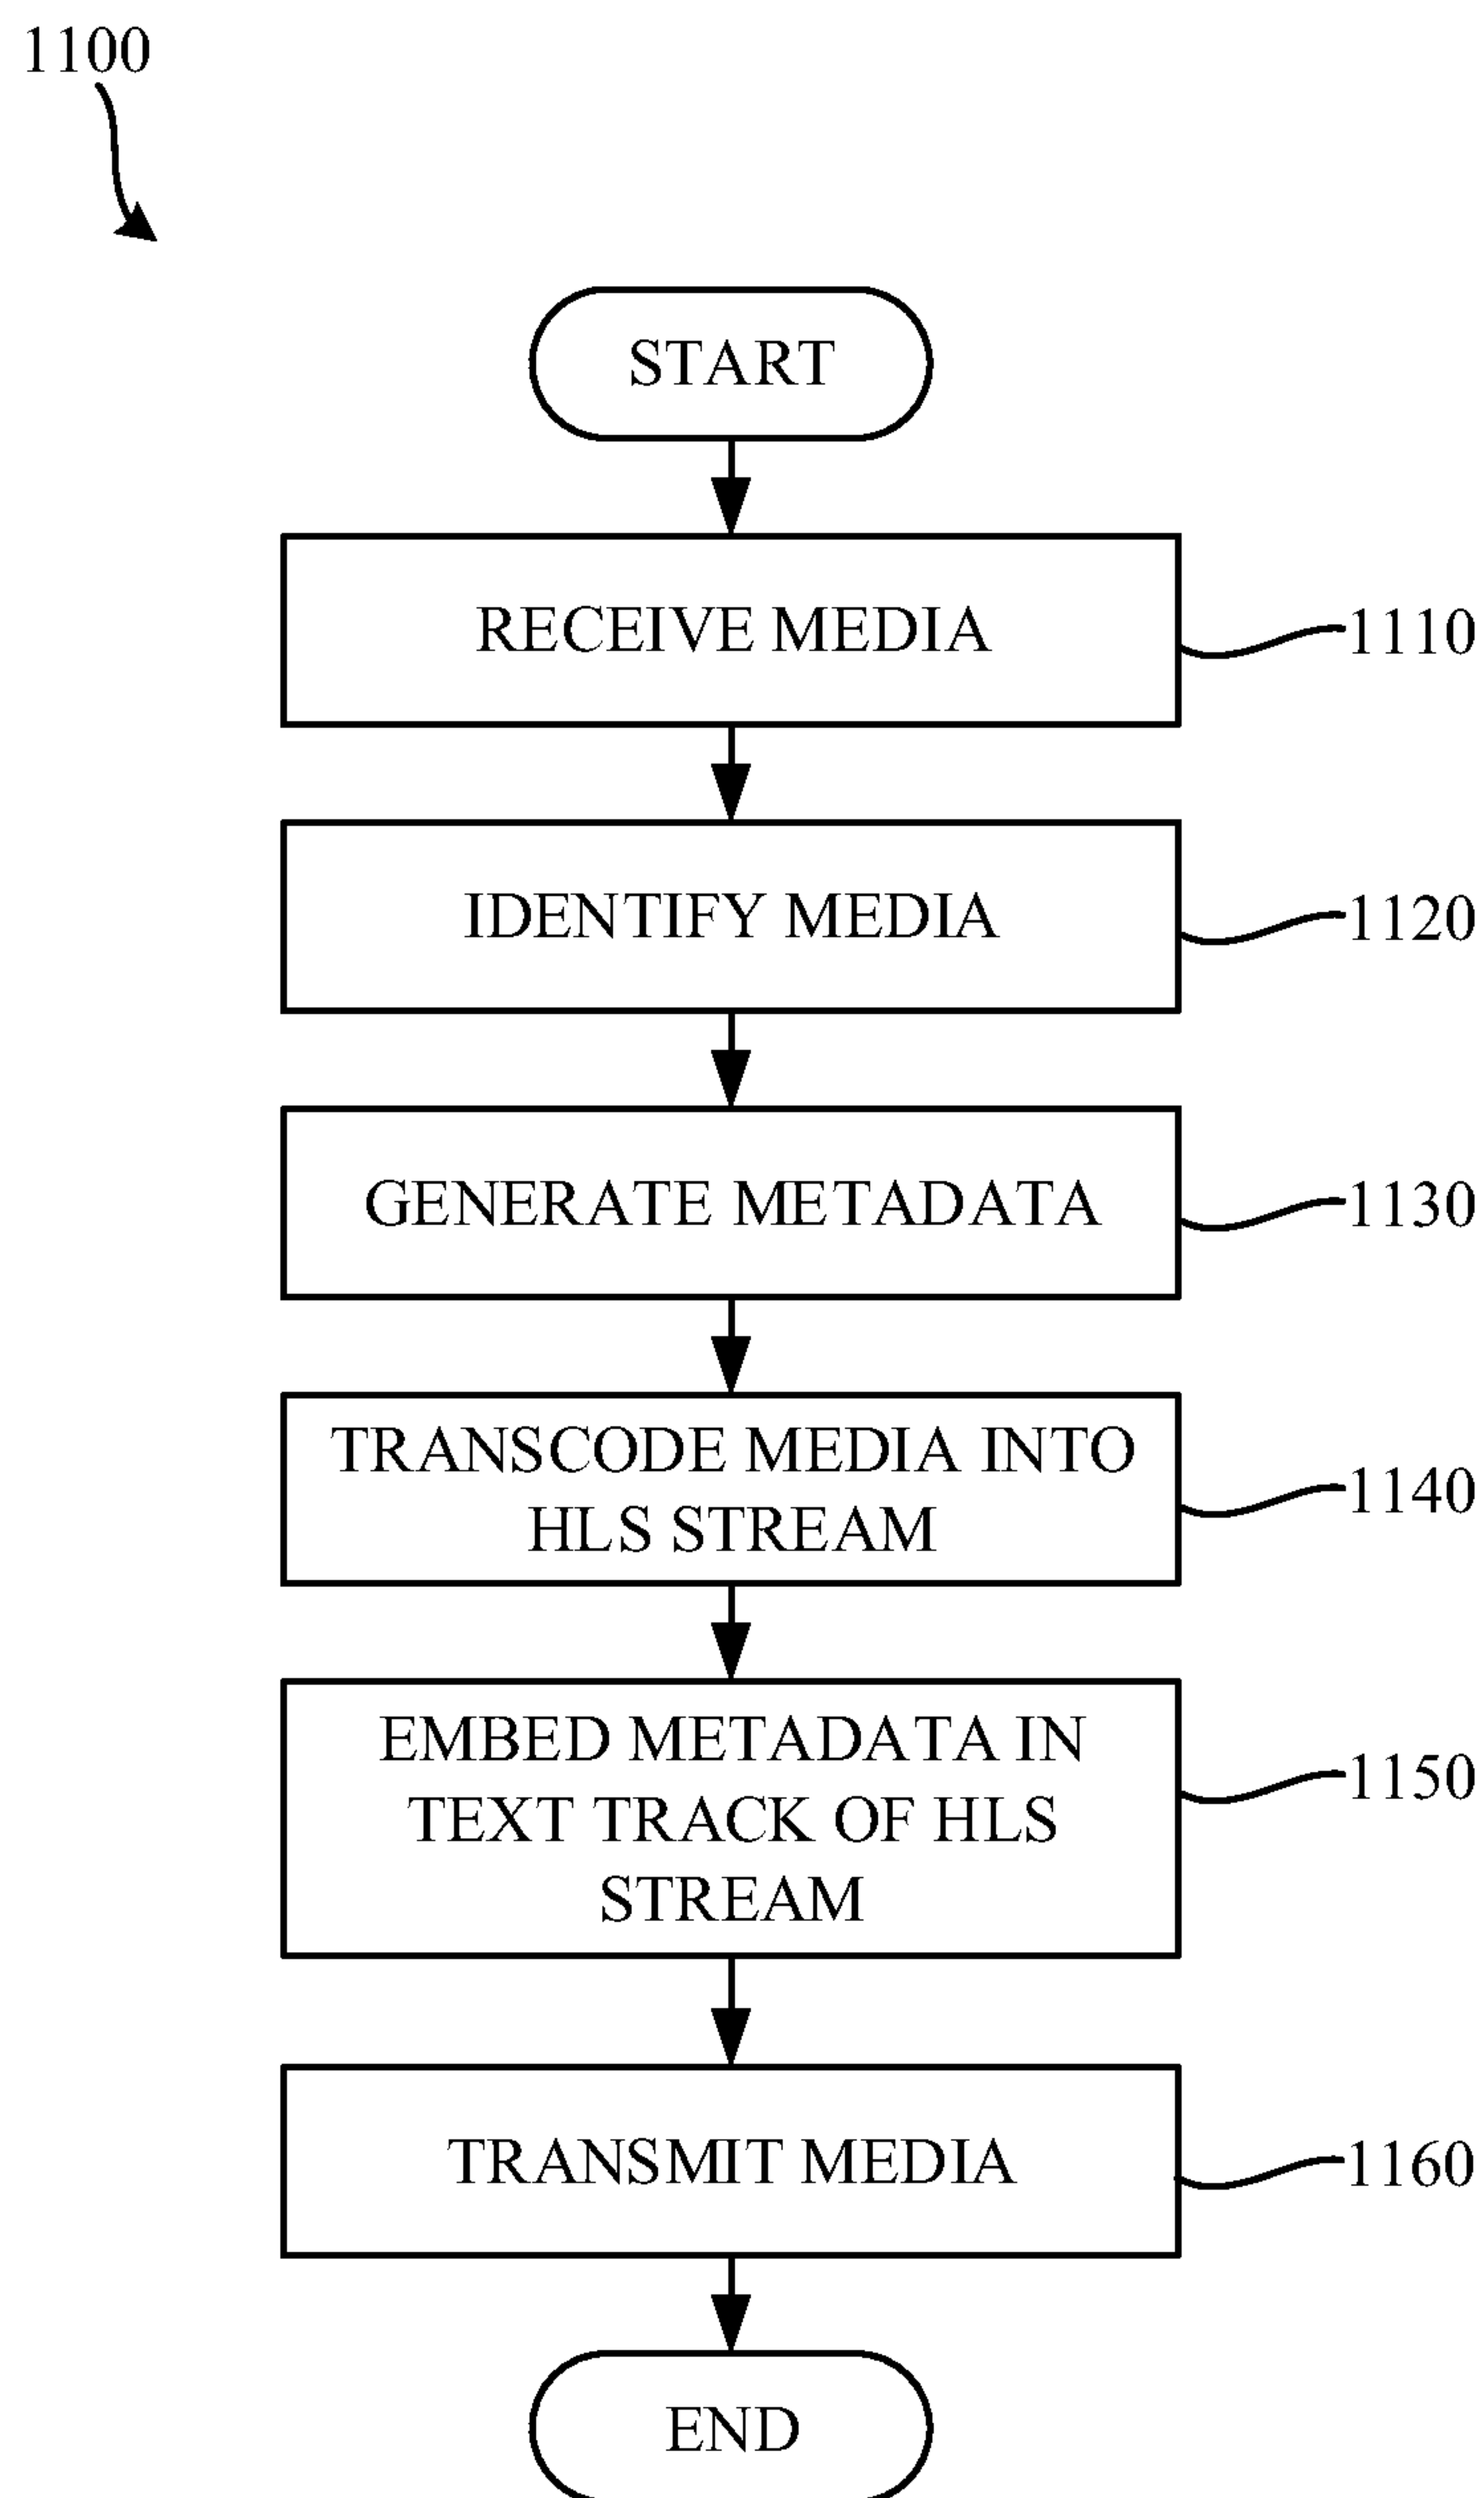 1100
START
RECEIVE MEDIA
1110
IDENTIFY MEDIA
1120
GENERATE METADATA
1130
TRANSCODE MEDIA INTO
HLS STREAM
1140
EMBED METADATA IN
TEXT TRACK OF HLS
STREAM
1150
TRANSMIT MEDIA
1160
END